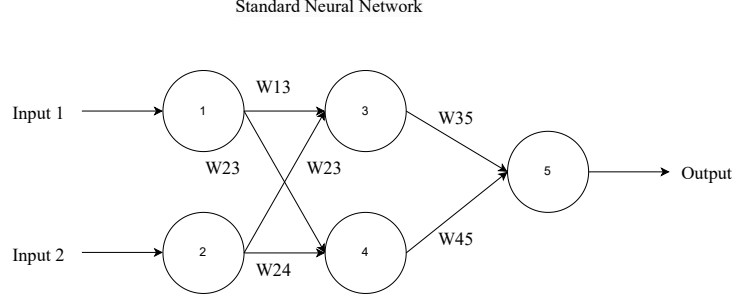 Standard Neural Network
W13
Input 1
1
3
W35
W23
W23
5
Output
Input 2
2
4
W45
W24